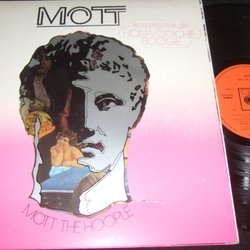 MOTT
featuring the single
"HONALOOCHIE
BOOGIE"
MOTT THE HOOPLE